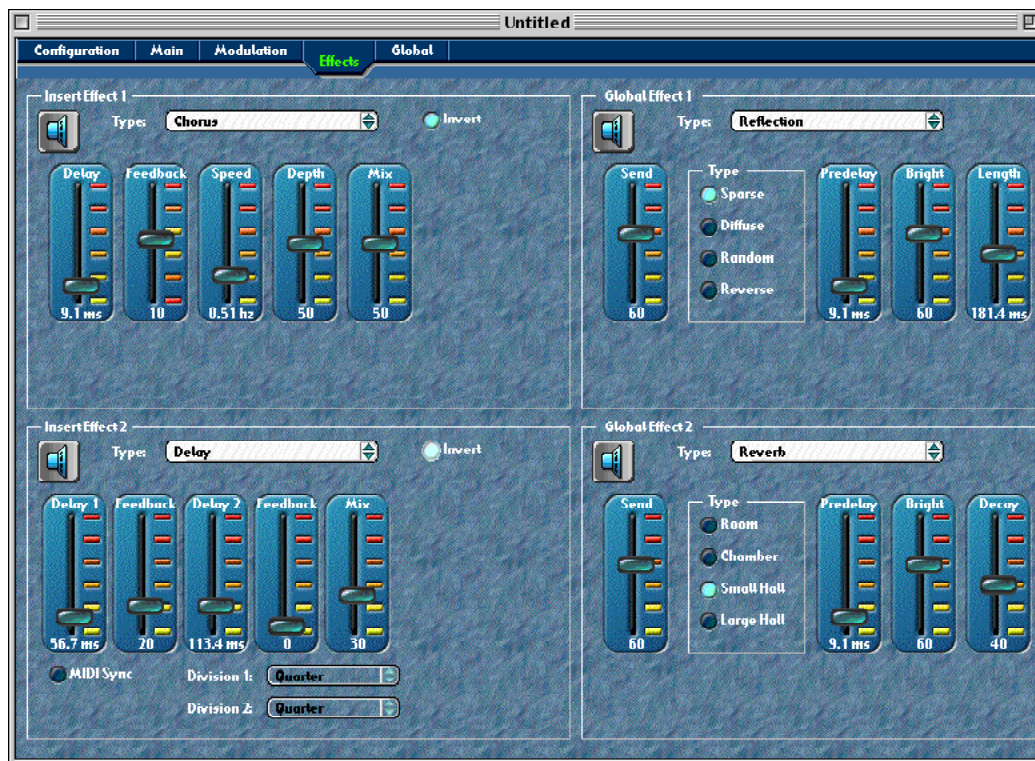 Untitled
Configuration Main Modulation Effects Global
Insert Effect 1
Type: Chorus Invert
Delay Feedback Speed Depth Mix
9.1 ms 10 0.51 hz 50 50
Global Effect 1
Type: Reflection
Send Type Predelay Bright Length
Sparse
Diffuse
Random
Reverse
60 9.1 ms 60 181.4 ms
Insert Effect 2
Type: Delay Invert
Delay 1 Feedback Delay 2 Feedback Mix
56.7 ms 20 113.4 ms 0 30
MIDI Sync Division 1: Quarter
Division 2: Quarter
Global Effect 2
Type: Reverb
Send Type Predelay Bright Decay
Room
Chamber
Small Hall
Large Hall
60 9.1 ms 60 40